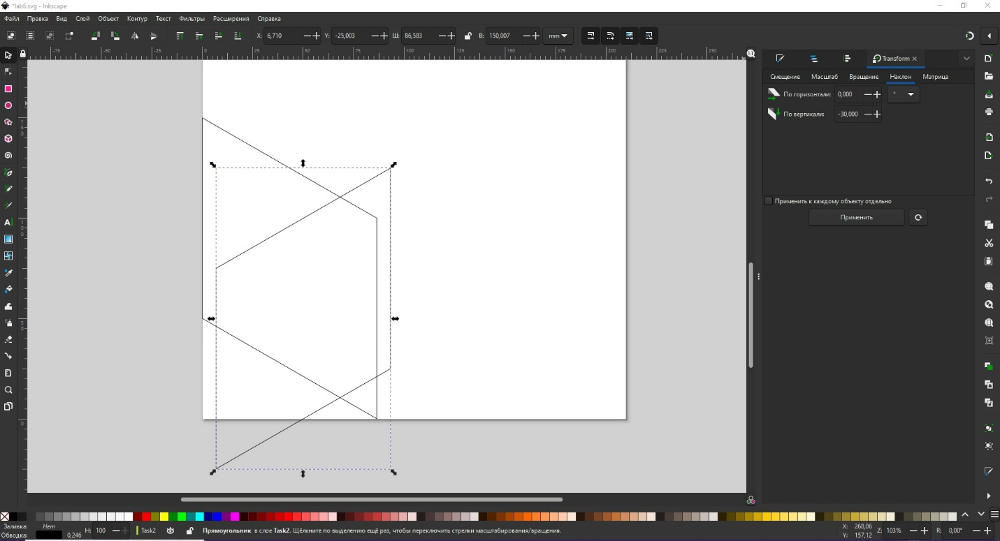 *lab6.svg - Inkscape
Файл Правка Вид Слой Объект Контур Текст Фильтры Расширения Справка
X: 6,710 Y: -25,003 Ш: 86,583 В: 150,007 mm
-75 -50 -25 0 25 50 75 100 125 150 175 200 225 250
Transform
Смещение Масштаб Вращение Наклон Матрица
По горизонтали: 0,000 °
По вертикали: -30,000
150
100
50
0
Применить к каждому объекту отдельно
Применить
Заливка: Нет
Обводка: 0,246
Н: 100
Task2
Прямоугольник в слое Task2. Щёлкните по выделению ещё раз, чтобы переключить стрелки масштабирования/вращения.
X: 268,06
Y: 157,12
Z: 103%
R: 0,00°